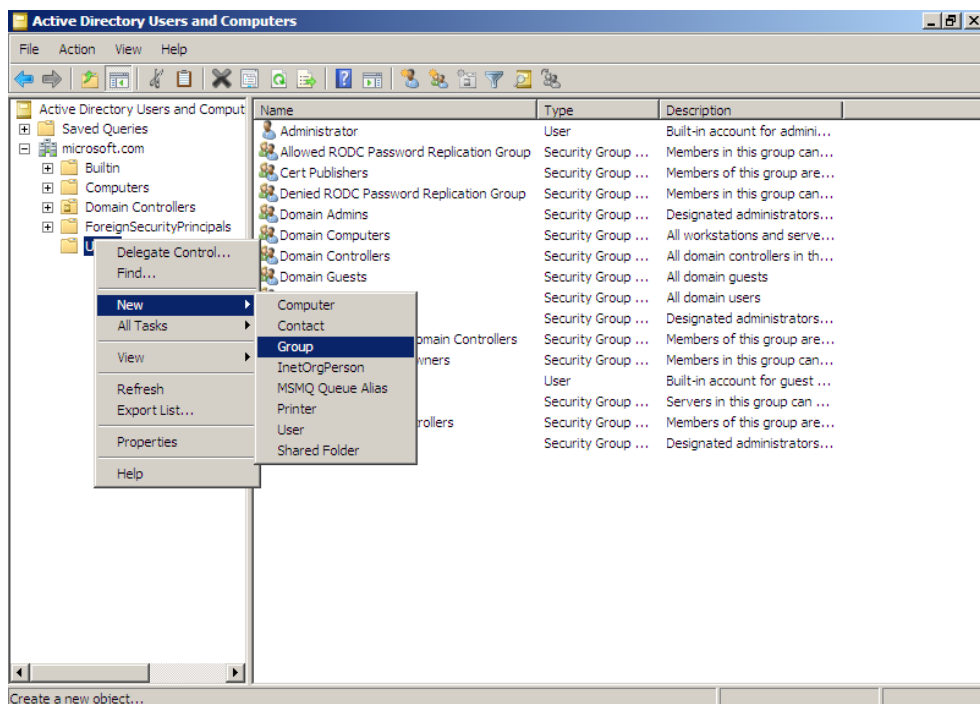 Active Directory Users and Computers
File Action View Help
Active Directory Users and Comput
Saved Queries
microsoft.com
Builtin
Computers
Domain Controllers
ForeignSecurityPrincipals
U
Name Type Description
Administrator User Built-in account for admini...
Allowed RODC Password Replication Group Security Group ... Members in this group can...
Cert Publishers Security Group ... Members of this group are...
Denied RODC Password Replication Group Security Group ... Members in this group can...
Domain Admins Security Group ... Designated administrators...
Domain Computers Security Group ... All workstations and serve...
Domain Controllers Security Group ... All domain controllers in th...
Domain Guests Security Group ... All domain guests
Security Group ... All domain users
Security Group ... Designated administrators...
omain Controllers Security Group ... Members of this group are...
wners Security Group ... Members in this group can...
User Built-in account for guest ...
Security Group ... Servers in this group can ...
rollers Security Group ... Members of this group are...
Security Group ... Designated administrators...
Delegate Control...
Find...
New
All Tasks
View
Refresh
Export List...
Properties
Help
Computer
Contact
Group
InetOrgPerson
MSMQ Queue Alias
Printer
User
Shared Folder
Create a new object...